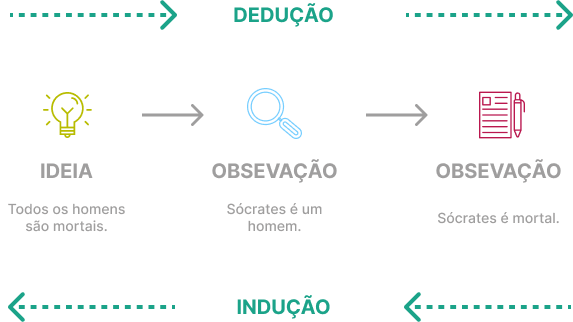 DEDUÇÃO
IDEIA
Todos os homens
são mortais.
OBSEVAÇÃO
Sócrates é um
homem.
OBSEVAÇÃO
Sócrates é mortal.
INDUÇÃO